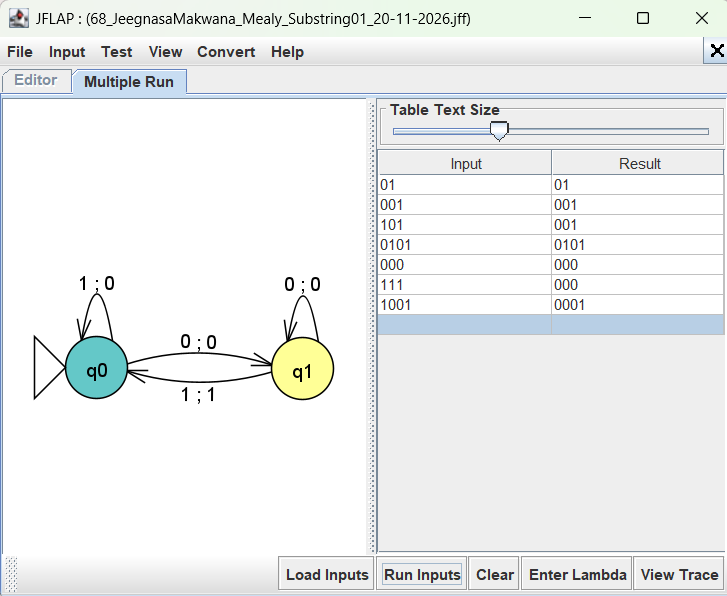 JFLAP : (68_JeegnasaMakwana_Mealy_Substring01_20-11-2026.jff)
File Input Test View Convert Help
Editor Multiple Run
Table Text Size
Input Result
01 01
001 001
101 001
0101 0101
000 000
111 000
1001 0001
1 ; 0
0 ; 0
0 ; 0
q0
q1
1 ; 1
Load Inputs Run Inputs Clear Enter Lambda View Trace